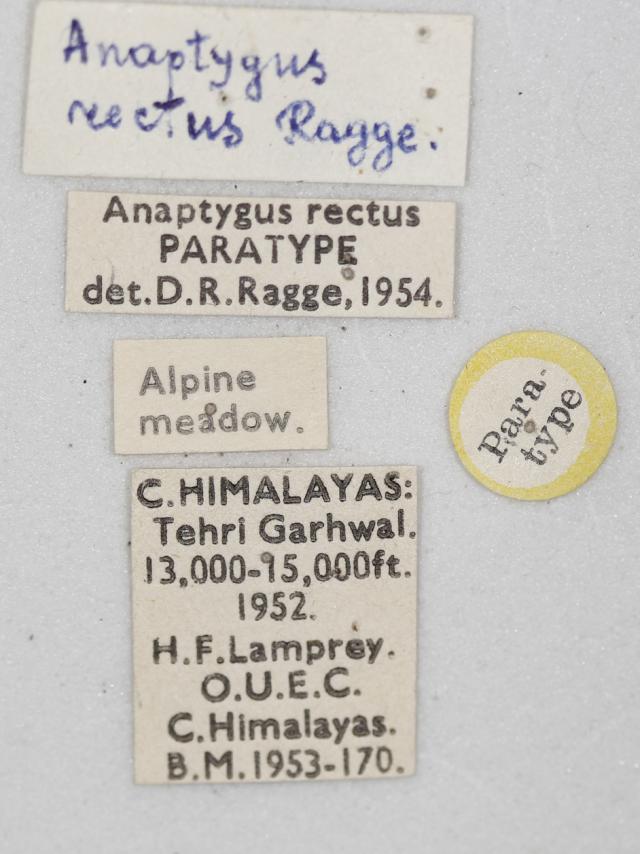 Anaptygus
rectus Ragge.
Anaptygus rectus
PARATYPE
det.D.R.Ragge,1954.
Alpine
meadow.
Para-
type
C.HIMALAYAS:
Tehri Garhwal.
13,000-15,000ft.
1952.
H.F.Lamprey.
O.U.E.C.
C.Himalayas.
B.M.1953-170.